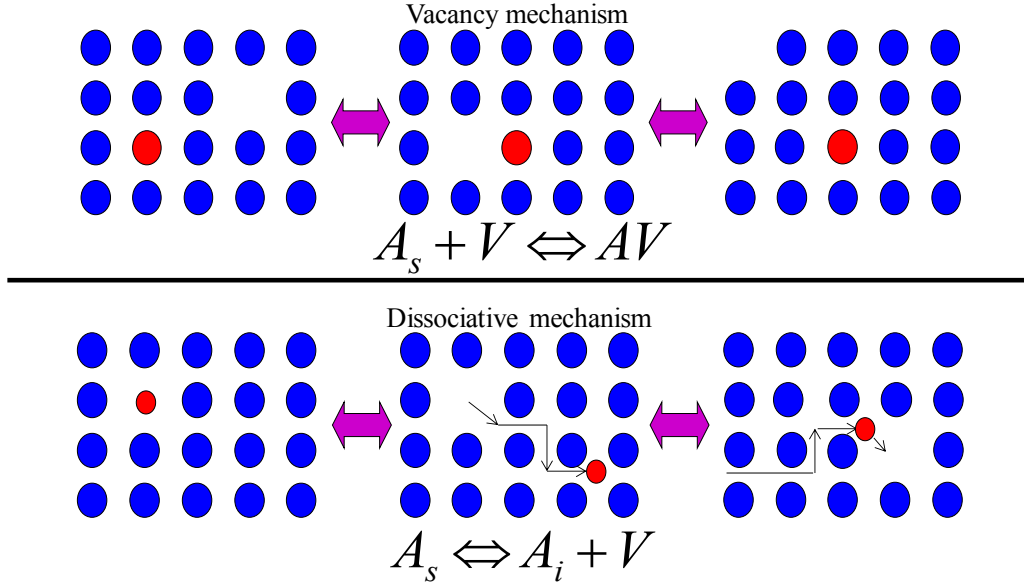 Vacancy mechanism
A_s + V ⇔ AV
Dissociative mechanism
A_s ⇔ A_i + V